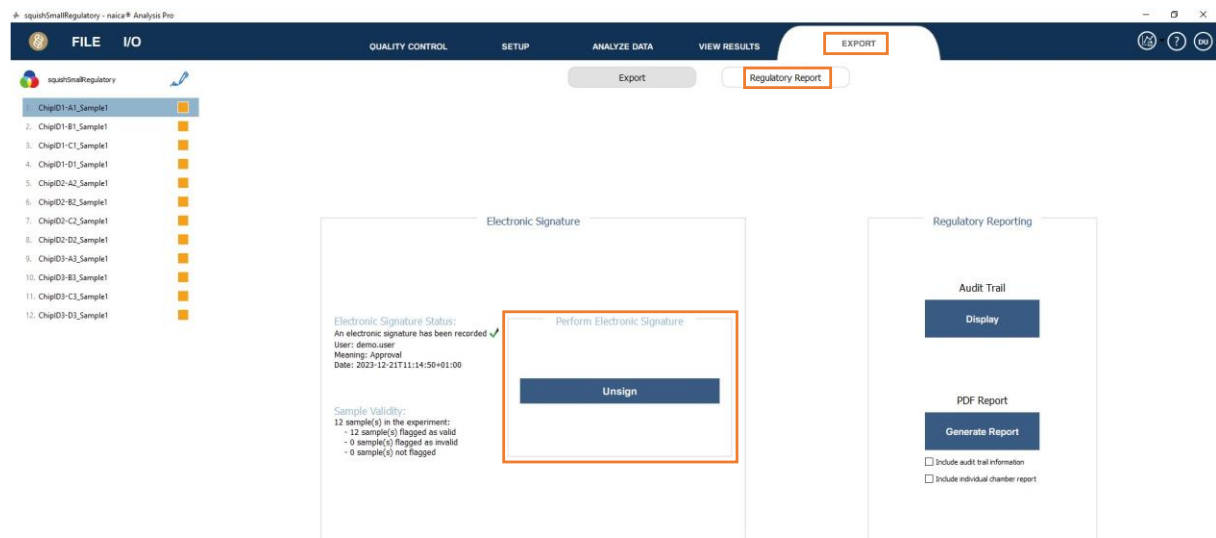 squishSmallRegulatory - naica® Analysis Pro
FILE I/O QUALITY CONTROL SETUP ANALYZE DATA VIEW RESULTS EXPORT ? DU
squishSmallRegulatory Export Regulatory Report
1. ChipID1-A1_Sample1
2. ChipID1-B1_Sample1
3. ChipID1-C1_Sample1
4. ChipID1-D1_Sample1
5. ChipID2-A2_Sample1
6. ChipID2-B2_Sample1
7. ChipID2-C2_Sample1
8. ChipID2-D2_Sample1
9. ChipID3-A3_Sample1
10. ChipID3-B3_Sample1
11. ChipID3-C3_Sample1
12. ChipID3-D3_Sample1
Electronic Signature
Electronic Signature Status:
An electronic signature has been recorded
User: demo.user
Meaning: Approval
Date: 2023-12-21T11:14:50+01:00
Sample Validity:
12 sample(s) in the experiment:
- 12 sample(s) flagged as valid
- 0 sample(s) flagged as invalid
- 0 sample(s) not flagged
Perform Electronic Signature
Unsign
Regulatory Reporting
Audit Trail
Display
PDF Report
Generate Report
Include audit trail information
Include individual chamber report